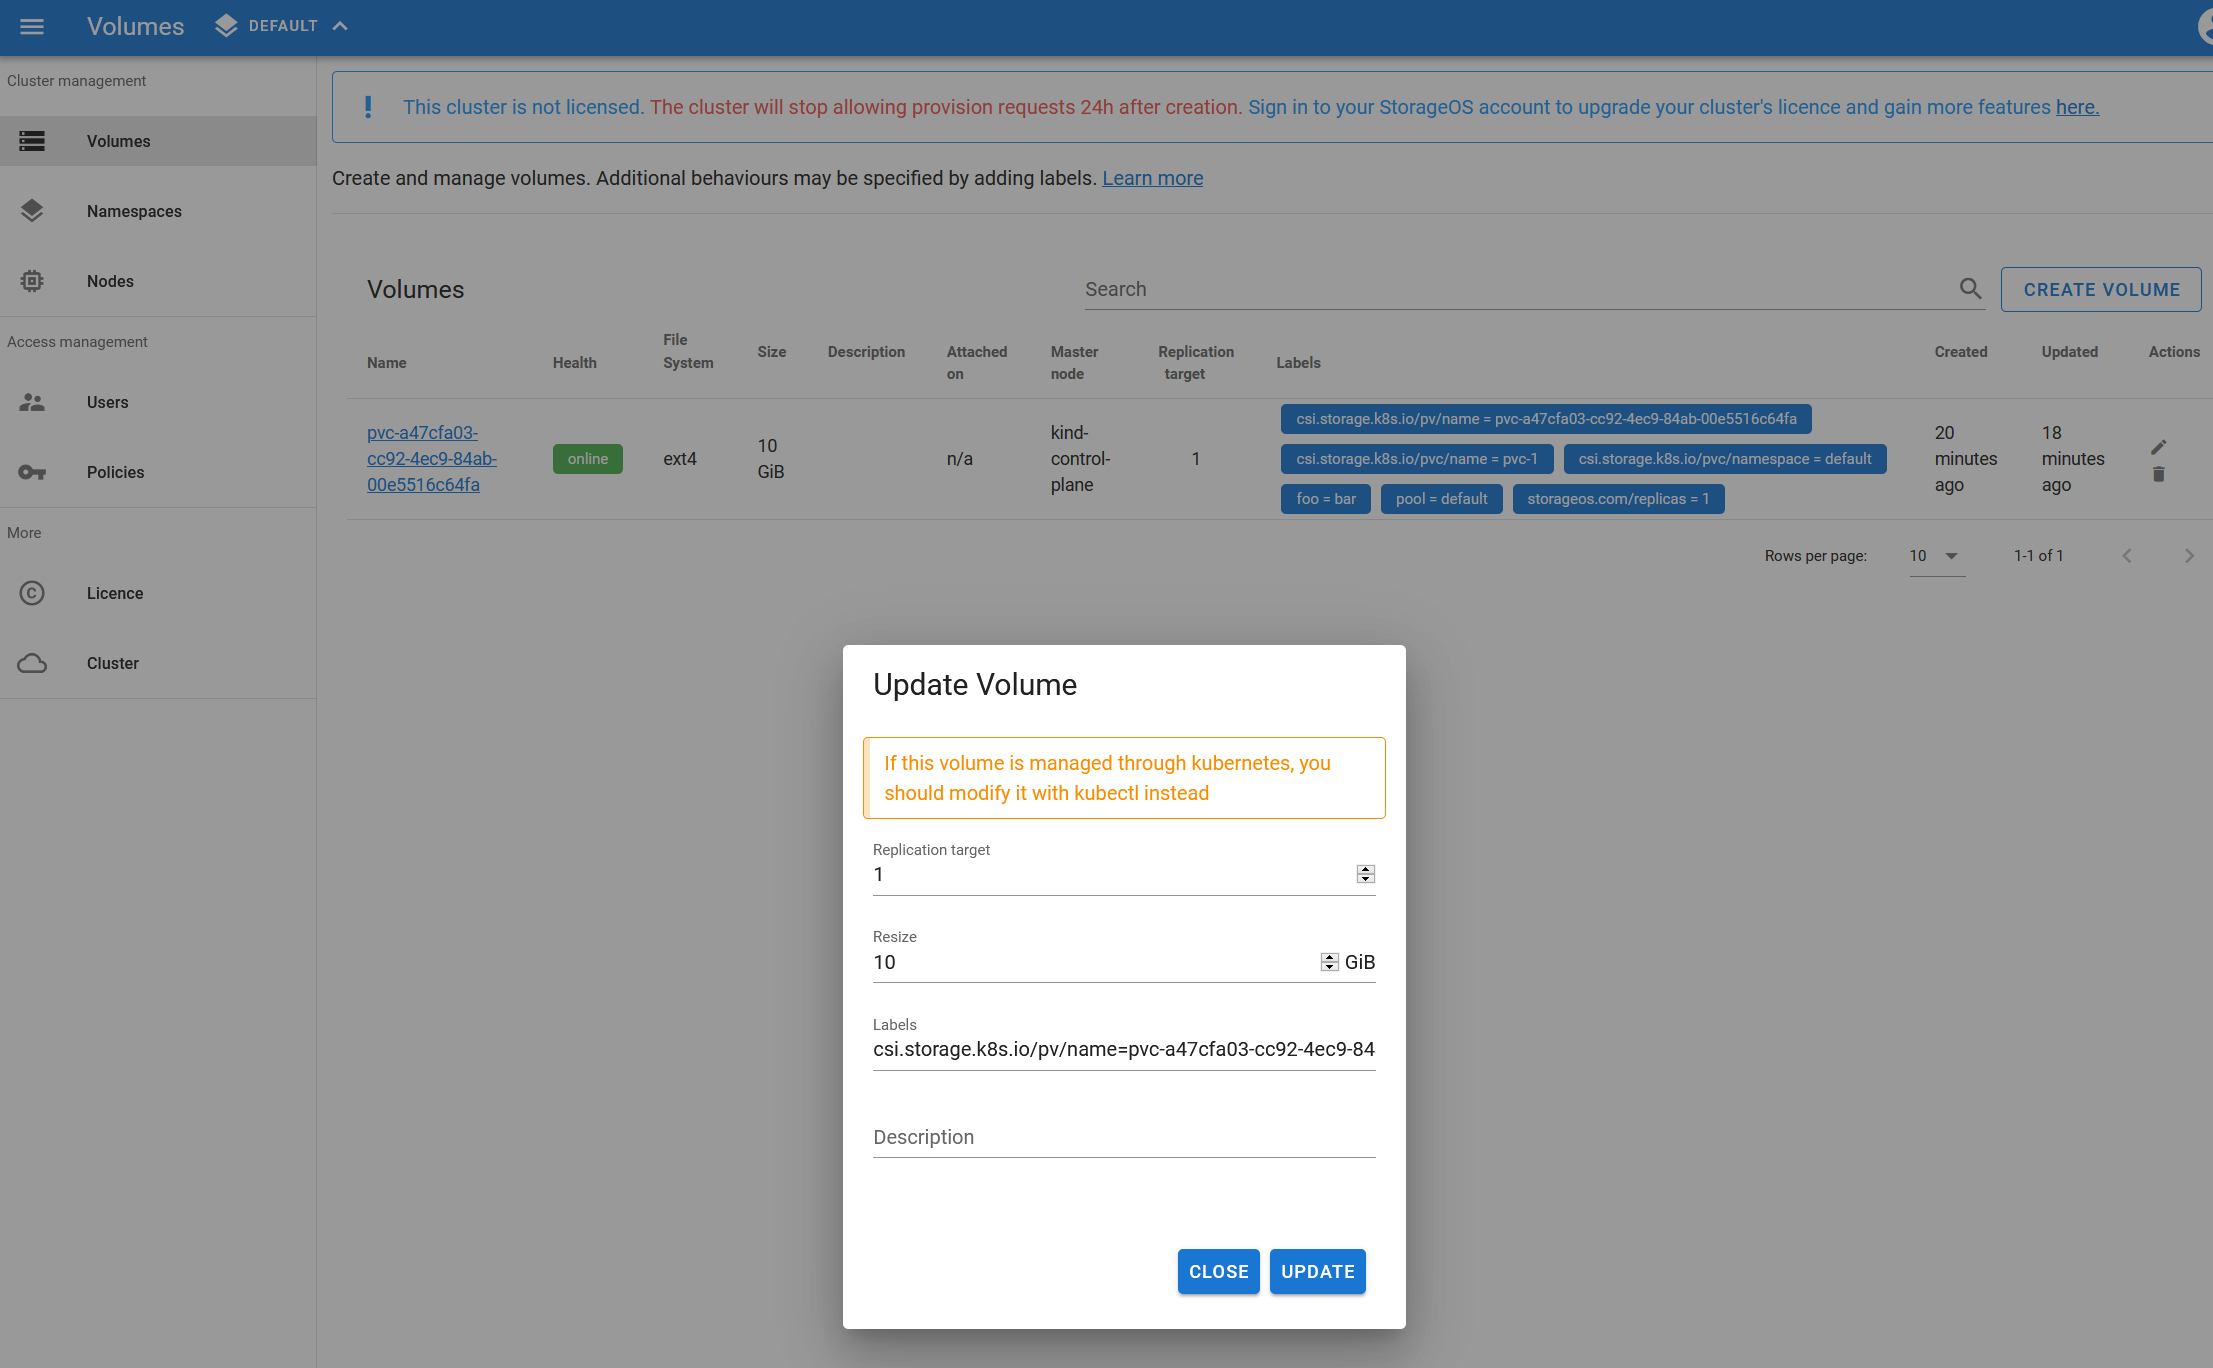 Volumes
DEFAULT
Cluster management
Volumes
Namespaces
Nodes
Access management
Users
Policies
More
Licence
Cluster
This cluster is not licensed. The cluster will stop allowing provision requests 24h after creation. Sign in to your StorageOS account to upgrade your cluster's licence and gain more features here.
Create and manage volumes. Additional behaviours may be specified by adding labels. Learn more
Volumes
Search
CREATE VOLUME
Name
Health
File
System
Size
Description
Attached
on
Master
node
Replication
target
Labels
Created
Updated
Actions
pvc-a47cfa03-
cc92-4ec9-84ab-
00e5516c64fa
online
ext4
10
GiB
n/a
kind-
control-
plane
1
csi.storage.k8s.io/pv/name = pvc-a47cfa03-cc92-4ec9-84ab-00e5516c64fa
csi.storage.k8s.io/pvc/name = pvc-1
csi.storage.k8s.io/pvc/namespace = default
foo = bar
pool = default
storageos.com/replicas = 1
20
minutes
ago
18
minutes
ago
Rows per page:
10
1-1 of 1
Update Volume
If this volume is managed through kubernetes, you
should modify it with kubectl instead
Replication target
1
Resize
10
GiB
Labels
csi.storage.k8s.io/pv/name=pvc-a47cfa03-cc92-4ec9-84
Description
CLOSE
UPDATE